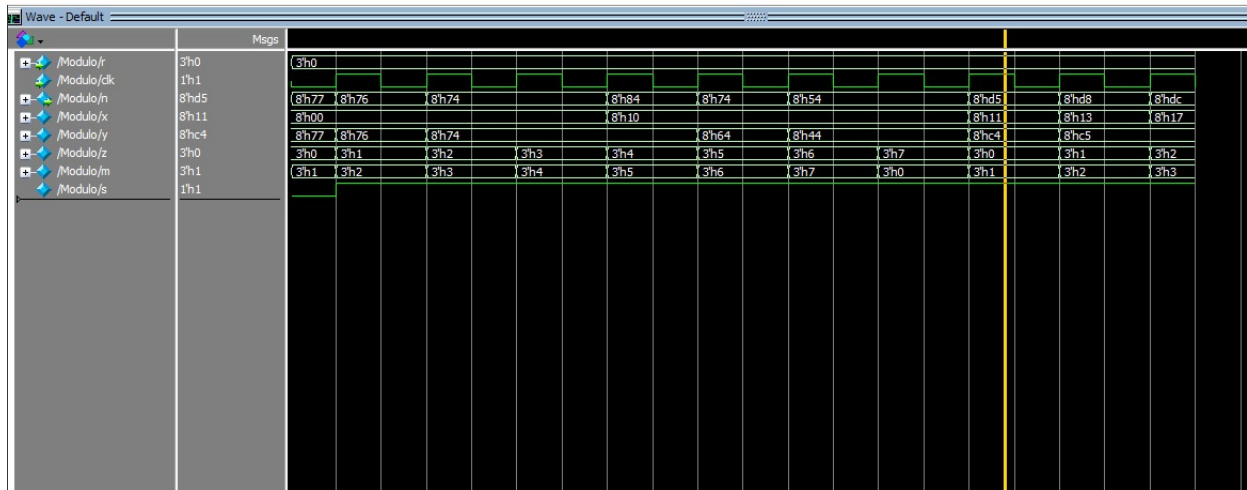 Wave - Default
Msgs
/Modulo/r 3'h0 3'h0
/Modulo/clk 1'h1
/Modulo/n 8'hd5 8'h77 8'h76 8'h74 8'h84 8'h74 8'h54 8'hd5 8'hd8 8'hdc
/Modulo/x 8'h11 8'h00 8'h10 8'h11 8'h13 8'h17
/Modulo/y 8'hc4 8'h77 8'h76 8'h74 8'h64 8'h44 8'hc4 8'hc5
/Modulo/z 3'h0 3'h0 3'h1 3'h2 3'h3 3'h4 3'h5 3'h6 3'h7 3'h0 3'h1 3'h2
/Modulo/m 3'h1 3'h1 3'h2 3'h3 3'h4 3'h5 3'h6 3'h7 3'h0 3'h1 3'h2 3'h3
/Modulo/s 1'h1